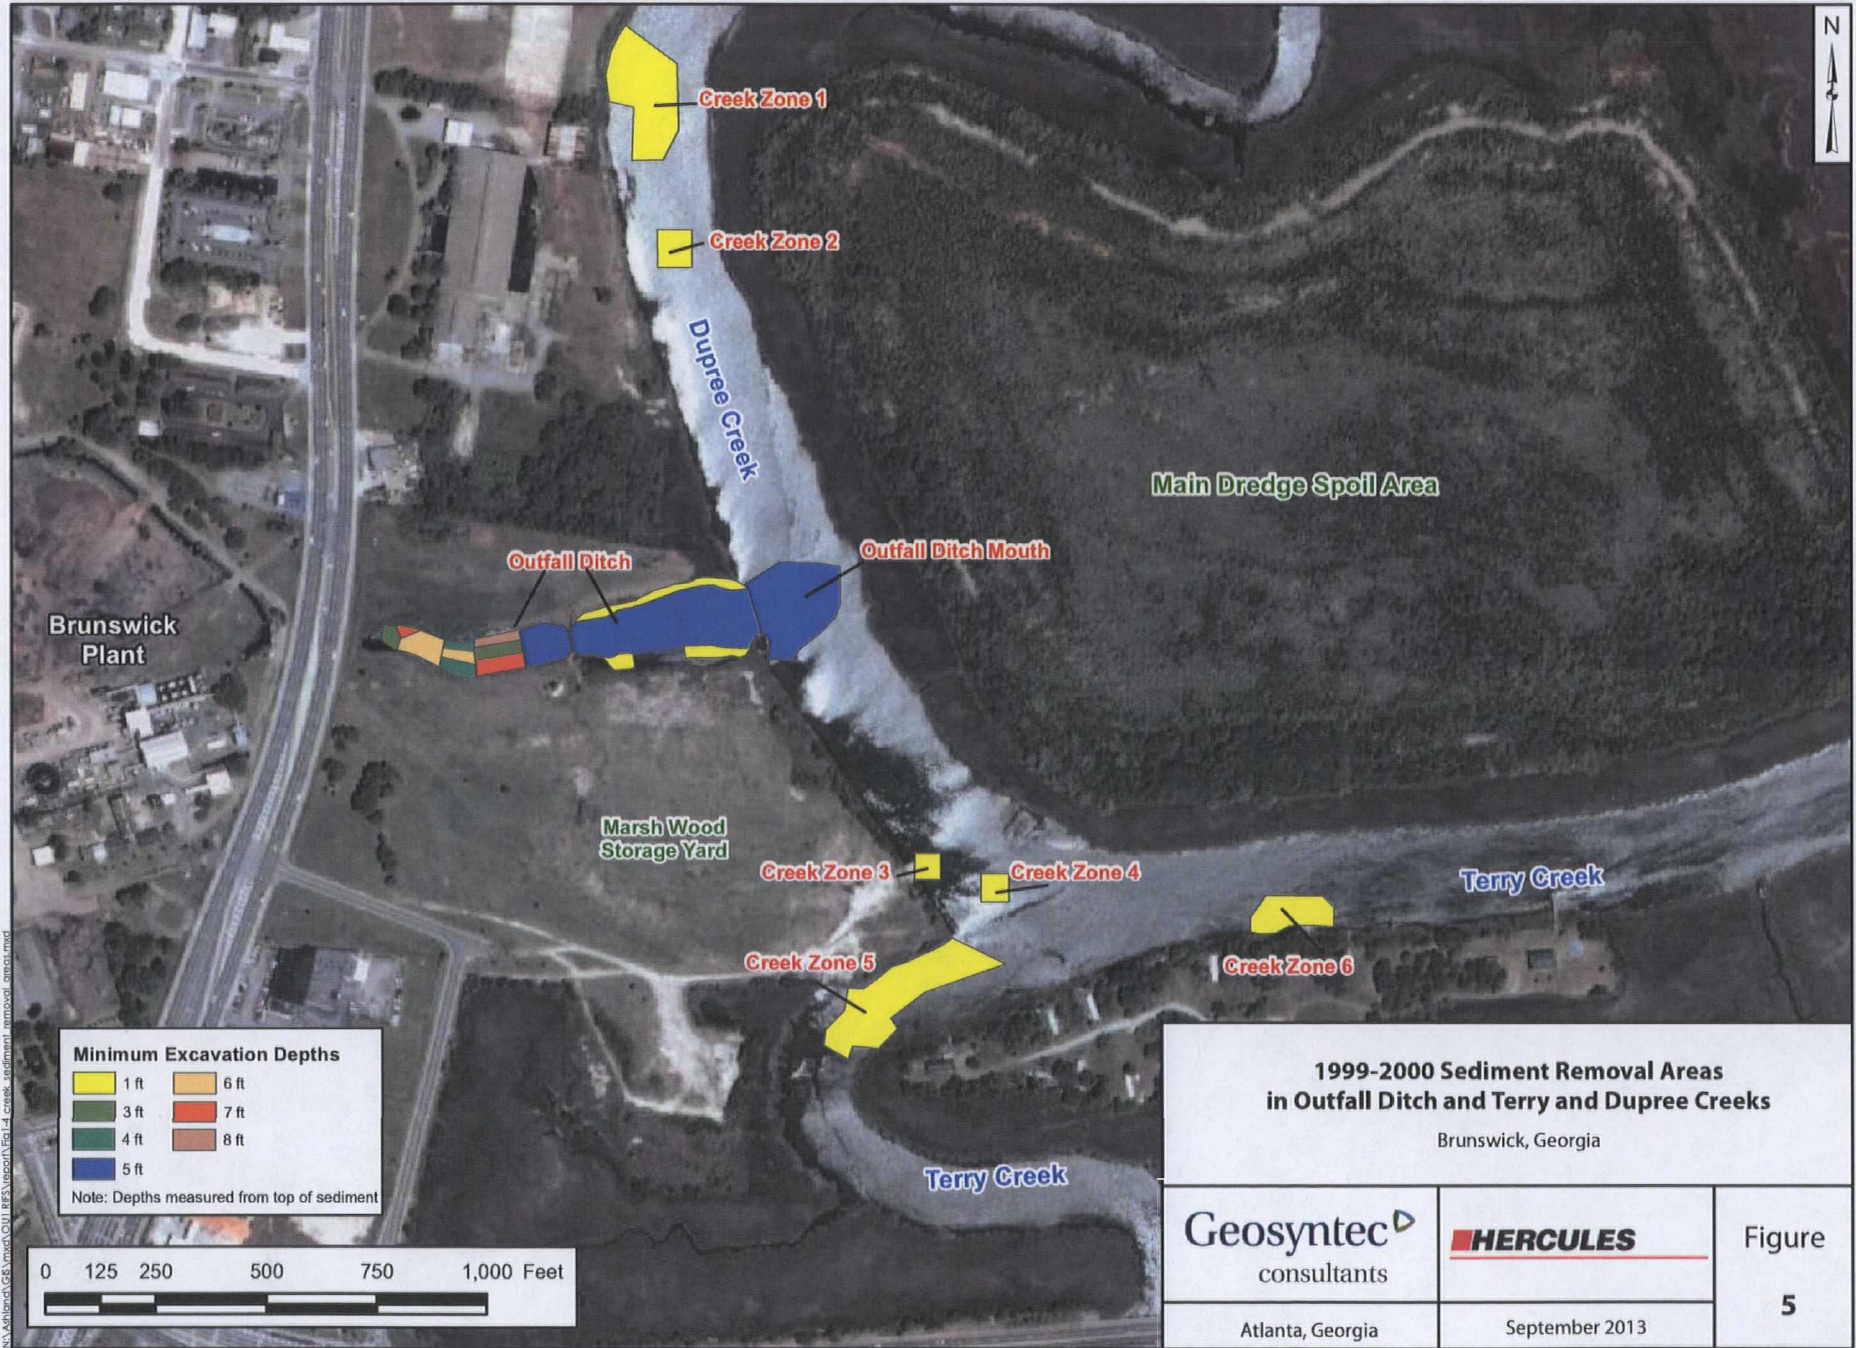 N
Creek Zone 1
Creek Zone 2
Dupree Creek
Main Dredge Spoil Area
Outfall Ditch
Outfall Ditch Mouth
Brunswick
Plant
Marsh Wood
Storage Yard
Creek Zone 3
Creek Zone 4
Terry Creek
Creek Zone 5
Creek Zone 6
Terry Creek
Minimum Excavation Depths
1 ft
6 ft
3 ft
7 ft
4 ft
8 ft
5 ft
Note: Depths measured from top of sediment
0 125 250 500 750 1,000 Feet
1999-2000 Sediment Removal Areas
in Outfall Ditch and Terry and Dupree Creeks
Brunswick, Georgia
Geosyntec
consultants
HERCULES
Figure
5
Atlanta, Georgia
September 2013